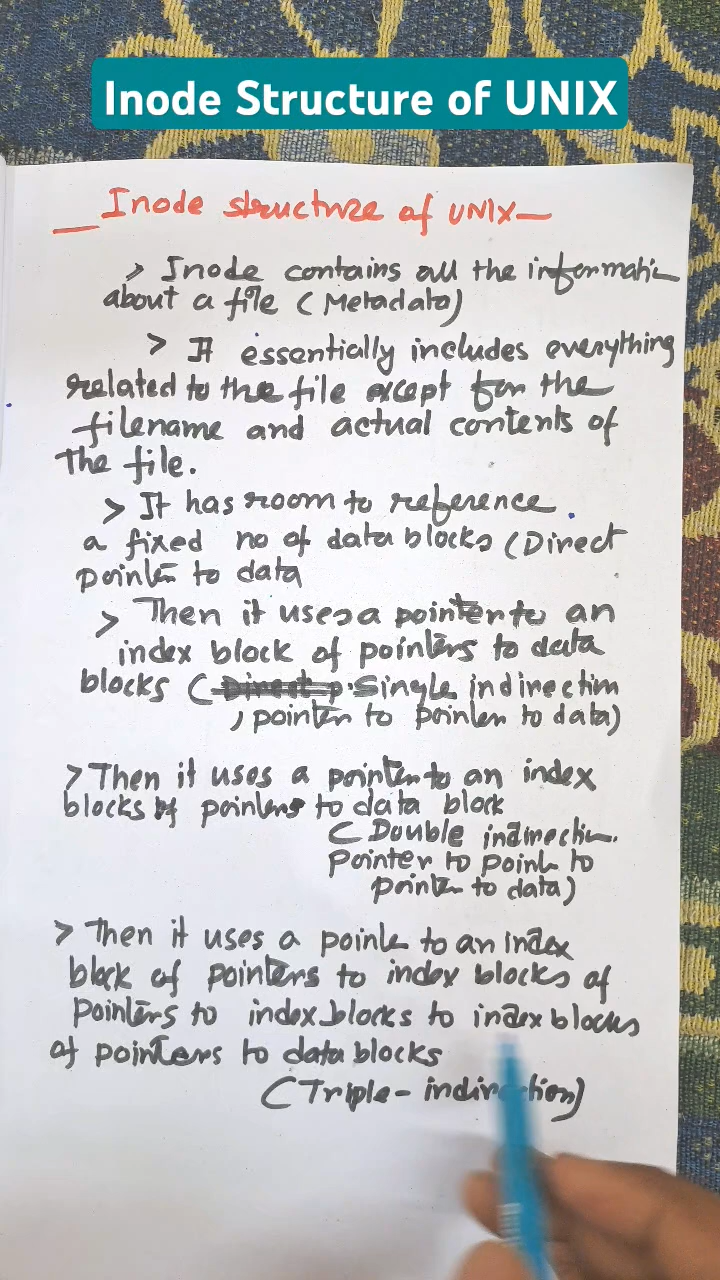 Inode Structure of UNIX
Inode structure of UNIX
> Inode contains all the informatin
about a file (Metadata)
> It essentially includes everything
related to the file except for the
filename and actual contents of
The file.
> It has room to reference
a fixed no of data blocks (Direct
pointer to data
> Then it uses a pointer to an
index block of pointers to data
blocks (Direct p. Single indirectim
, pointer to pointer to data)
> Then it uses a pointer to an index
blocks of pointers to data block
(Double indirectin.
Pointer to point to
pointer to data)
> Then it uses a pointe to an index
block of pointers to index blocks of
Pointers to index blocks to index blocks
of pointers to data blocks
(Triple - indirection)